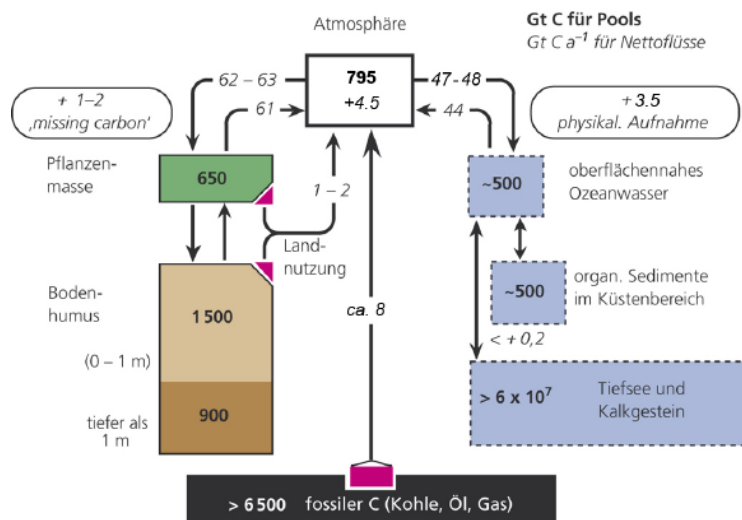 Atmosphäre
Gt C für Pools
Gt C a⁻¹ für Nettoflüsse
62 – 63
795
+4.5
47-48
+ 1–2
‚missing carbon‘
61
44
+3.5
physikal. Aufnahme
Pflanzen-
masse
650
1 – 2
~500
oberflächennahes
Ozeanwasser
Land-
nutzung
Boden-
humus
1 500
(0 – 1 m)
ca. 8
~500
organ. Sedimente
im Küstenbereich
< + 0,2
tiefer als
1 m
900
> 6 x 10⁷
Tiefsee und
Kalkgestein
> 6 500 fossiler C (Kohle, Öl, Gas)